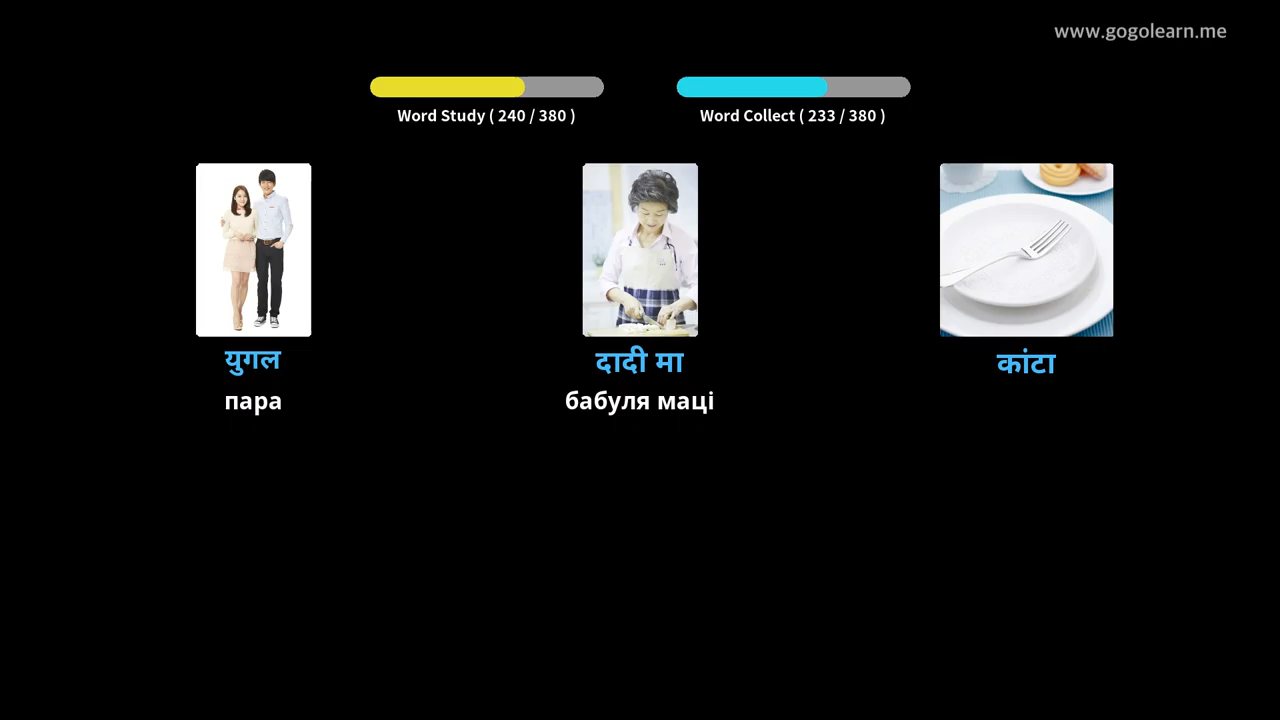 www.gogolearn.me
Word Study ( 240 / 380 )
Word Collect ( 233 / 380 )
युगल
दादी मा
कांटा
пара
бабуля маці